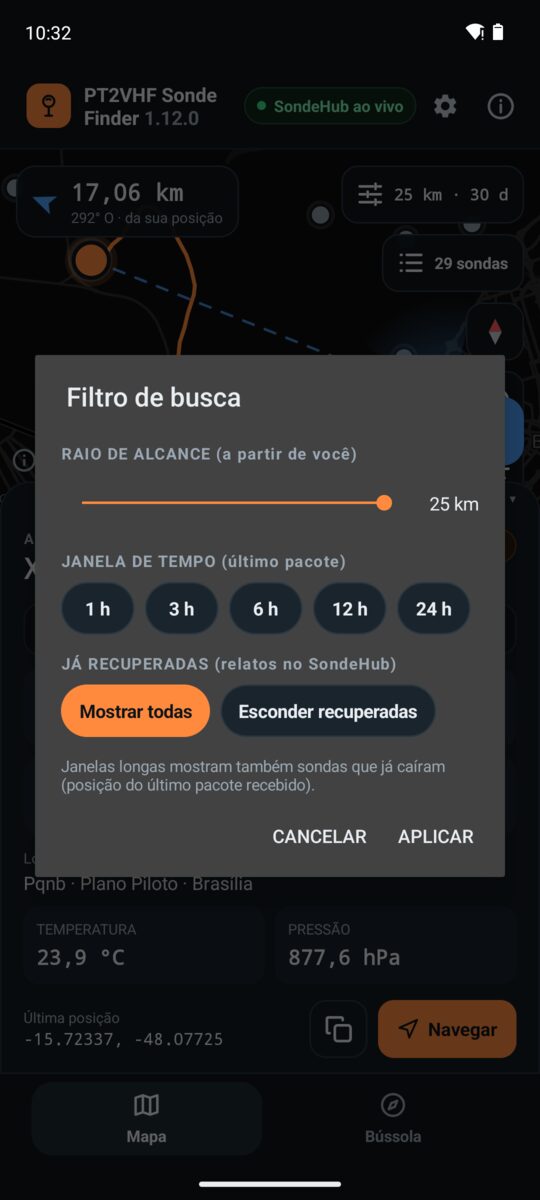 10:32
PT2VHF Sonde
Finder 1.12.0
SondeHub ao vivo
17,06 km
292° O · da sua posição
25 km · 30 d
29 sondas
Filtro de busca
RAIO DE ALCANCE (a partir de você)
25 km
JANELA DE TEMPO (último pacote)
1 h
3 h
6 h
12 h
24 h
JÁ RECUPERADAS (relatos no SondeHub)
Mostrar todas
Esconder recuperadas
Janelas longas mostram também sondas que já caíram
(posição do último pacote recebido).
CANCELAR
APLICAR
Pqnb · Plano Piloto · Brasília
TEMPERATURA
23,9 °C
PRESSÃO
877,6 hPa
Última posição
-15.72337, -48.07725
Navegar
Mapa
Bússola